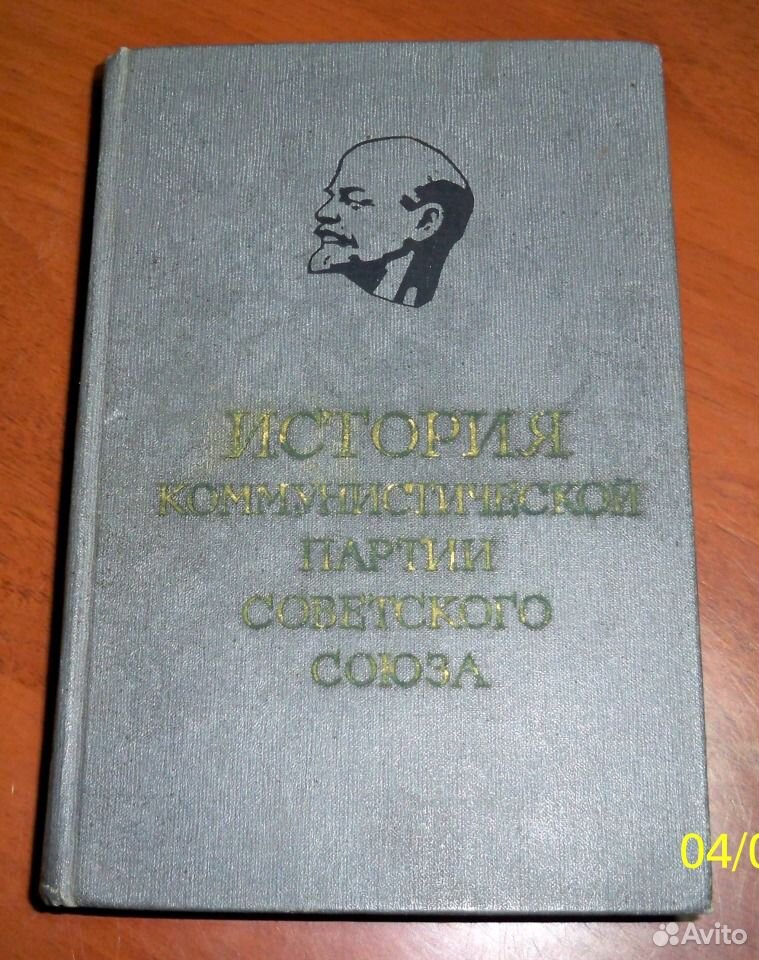 ИСТОРИЯ
КОММУНИСТИЧЕСКОЙ
ПАРТИИ
СОВЕТСКОГО
СОЮЗА
04/0
Avito